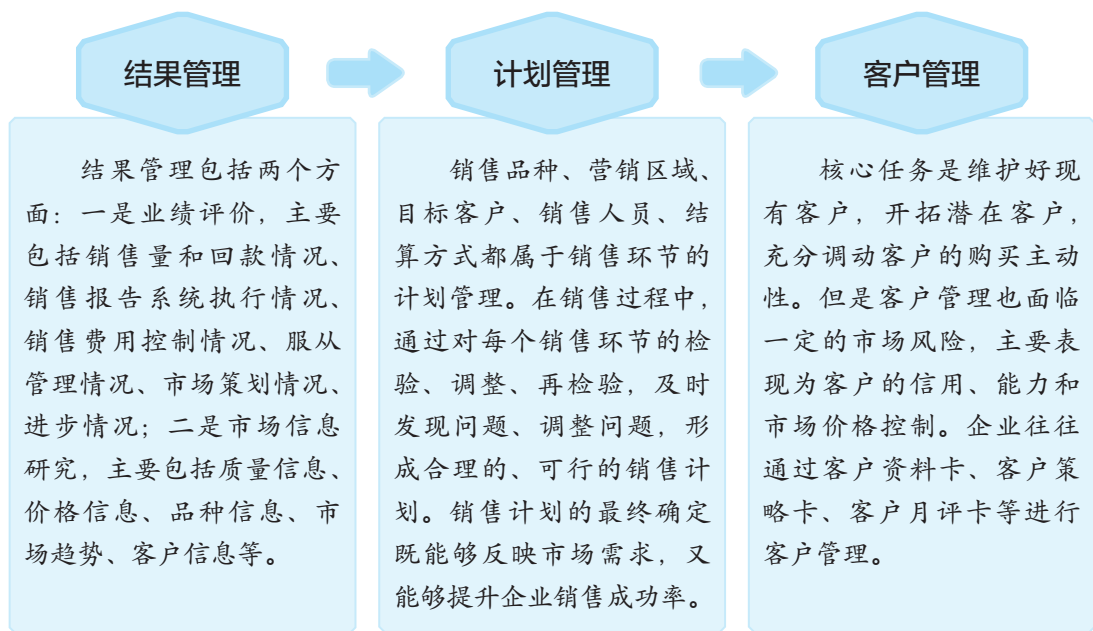 结果管理
结果管理包括两个方
面：一是业绩评价，主要
包括销售量和回款情况、
销售报告系统执行情况、
销售费用控制情况、服从
管理情况、市场策划情况、
进步情况；二是市场信息
研究，主要包括质量信息、
价格信息、品种信息、市
场趋势、客户信息等。
计划管理
销售品种、营销区域、
目标客户、销售人员、结
算方式都属于销售环节的
计划管理。在销售过程中，
通过对每个销售环节的检
验、调整、再检验，及时
发现问题、调整问题，形
成合理的、可行的销售计
划。销售计划的最终确定
既能够反映市场需求，又
能够提升企业销售成功率。
客户管理
核心任务是维护好现
有客户，开拓潜在客户，
充分调动客户的购买主动
性。但是客户管理也面临
一定的市场风险，主要表
现为客户的信用、能力和
市场价格控制。企业往往
通过客户资料卡、客户策
略卡、客户月评卡等进行
客户管理。